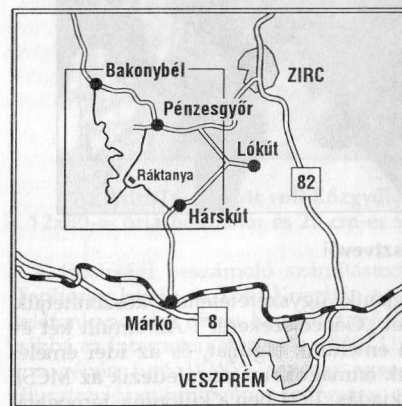 Bakonybél
ZIRC
Pénzesgyőr
Lókút
Ráktanya
82
Hárskút
Márkó
8
VESZPRÉM